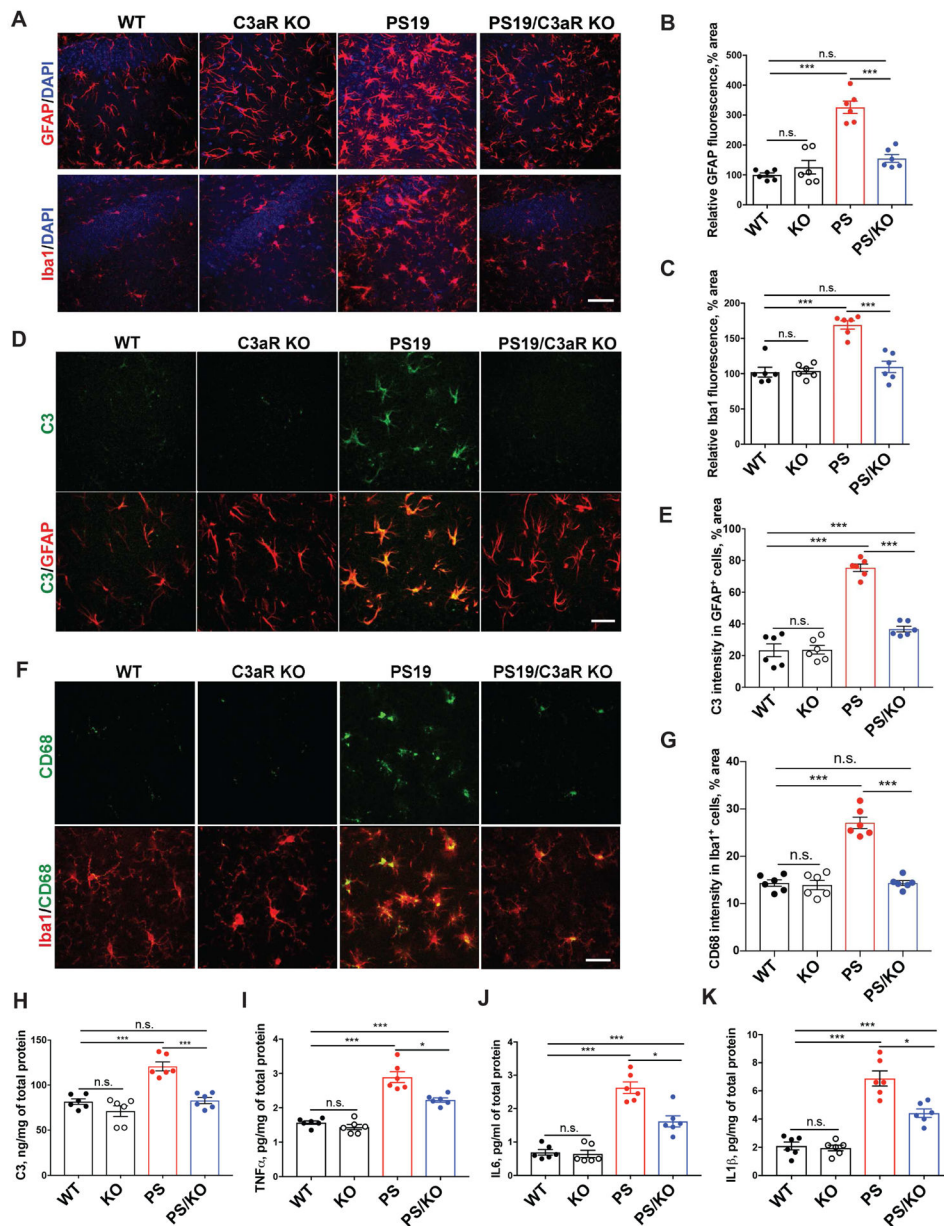 A
WT
C3aR KO
PS19
PS19/C3aR KO
GFAP/DAPI
Iba1/DAPI
B
Relative GFAP fluorescence,% area
500
400
300
200
100
0
n.s.
***
***
n.s.
WT
KO
PS
PS/KO
C
Relative Iba1 fluorescence, % area
200
150
100
50
0
n.s.
***
***
n.s.
WT
KO
PS
PS/KO
D
WT
C3aR KO
PS19
PS19/C3aR KO
C3
C3/GFAP
E
C3 intensity in GFAP+ cells, % area
100
80
60
40
20
0
***
***
***
n.s.
WT
KO
PS
PS/KO
F
WT
C3aR KO
PS19
PS19/C3aR KO
CD68
Iba1/CD68
G
CD68 intensity in Iba1+ cells, % area
40
30
20
10
0
n.s.
***
***
n.s.
WT
KO
PS
PS/KO
H
C3, ng/mg of total protein
150
100
50
0
n.s.
***
***
n.s.
WT
KO
PS
PS/KO
I
TNFα, pg/mg of total protein
4
3
2
1
0
***
***
*
n.s.
WT
KO
PS
PS/KO
J
IL6, pg/ml of total protein
4
3
2
1
0
***
***
*
n.s.
WT
KO
PS
PS/KO
K
IL1β, pg/mg of total protein
10
8
6
4
2
0
***
***
*
n.s.
WT
KO
PS
PS/KO